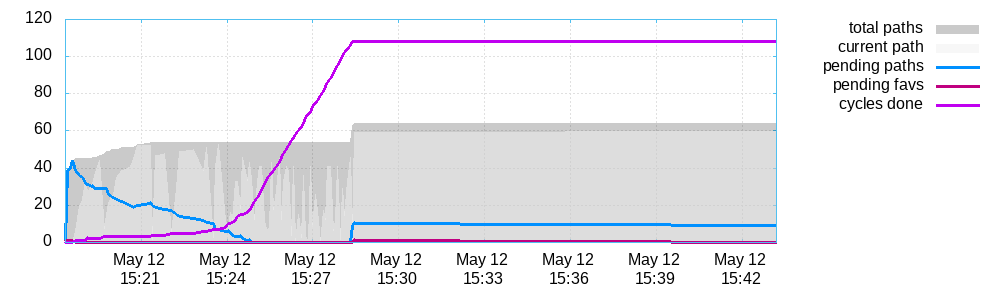 120
100
80
60
40
20
0
May 12 May 12 May 12 May 12 May 12 May 12 May 12 May 12
15:21 15:24 15:27 15:30 15:33 15:36 15:39 15:42
total paths
current path
pending paths
pending favs
cycles done